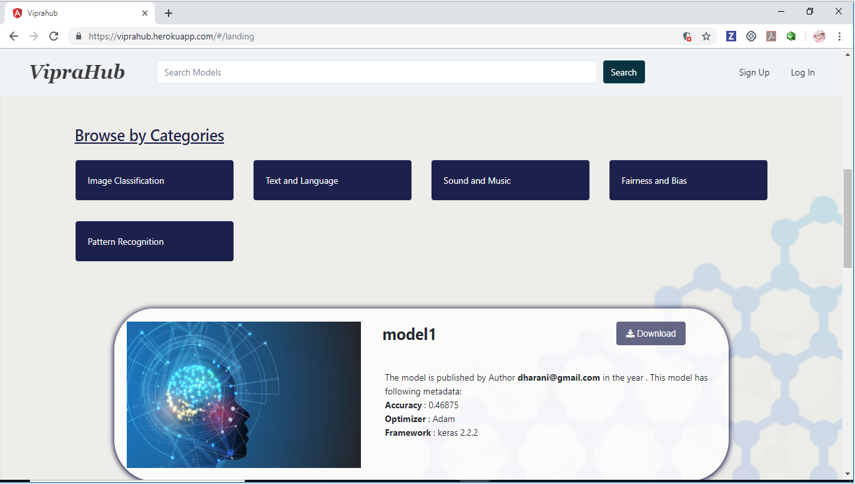 Viprahub
https://viprahub.herokuapp.com/#/landing
VipraHub
Search Models
Search
Sign Up
Log In
Browse by Categories
Image Classification
Text and Language
Sound and Music
Fairness and Bias
Pattern Recognition
model1
Download
The model is published by Author dharani@gmail.com in the year . This model has
following metadata:
Accuracy : 0.46875
Optimizer : Adam
Framework : keras 2.2.2